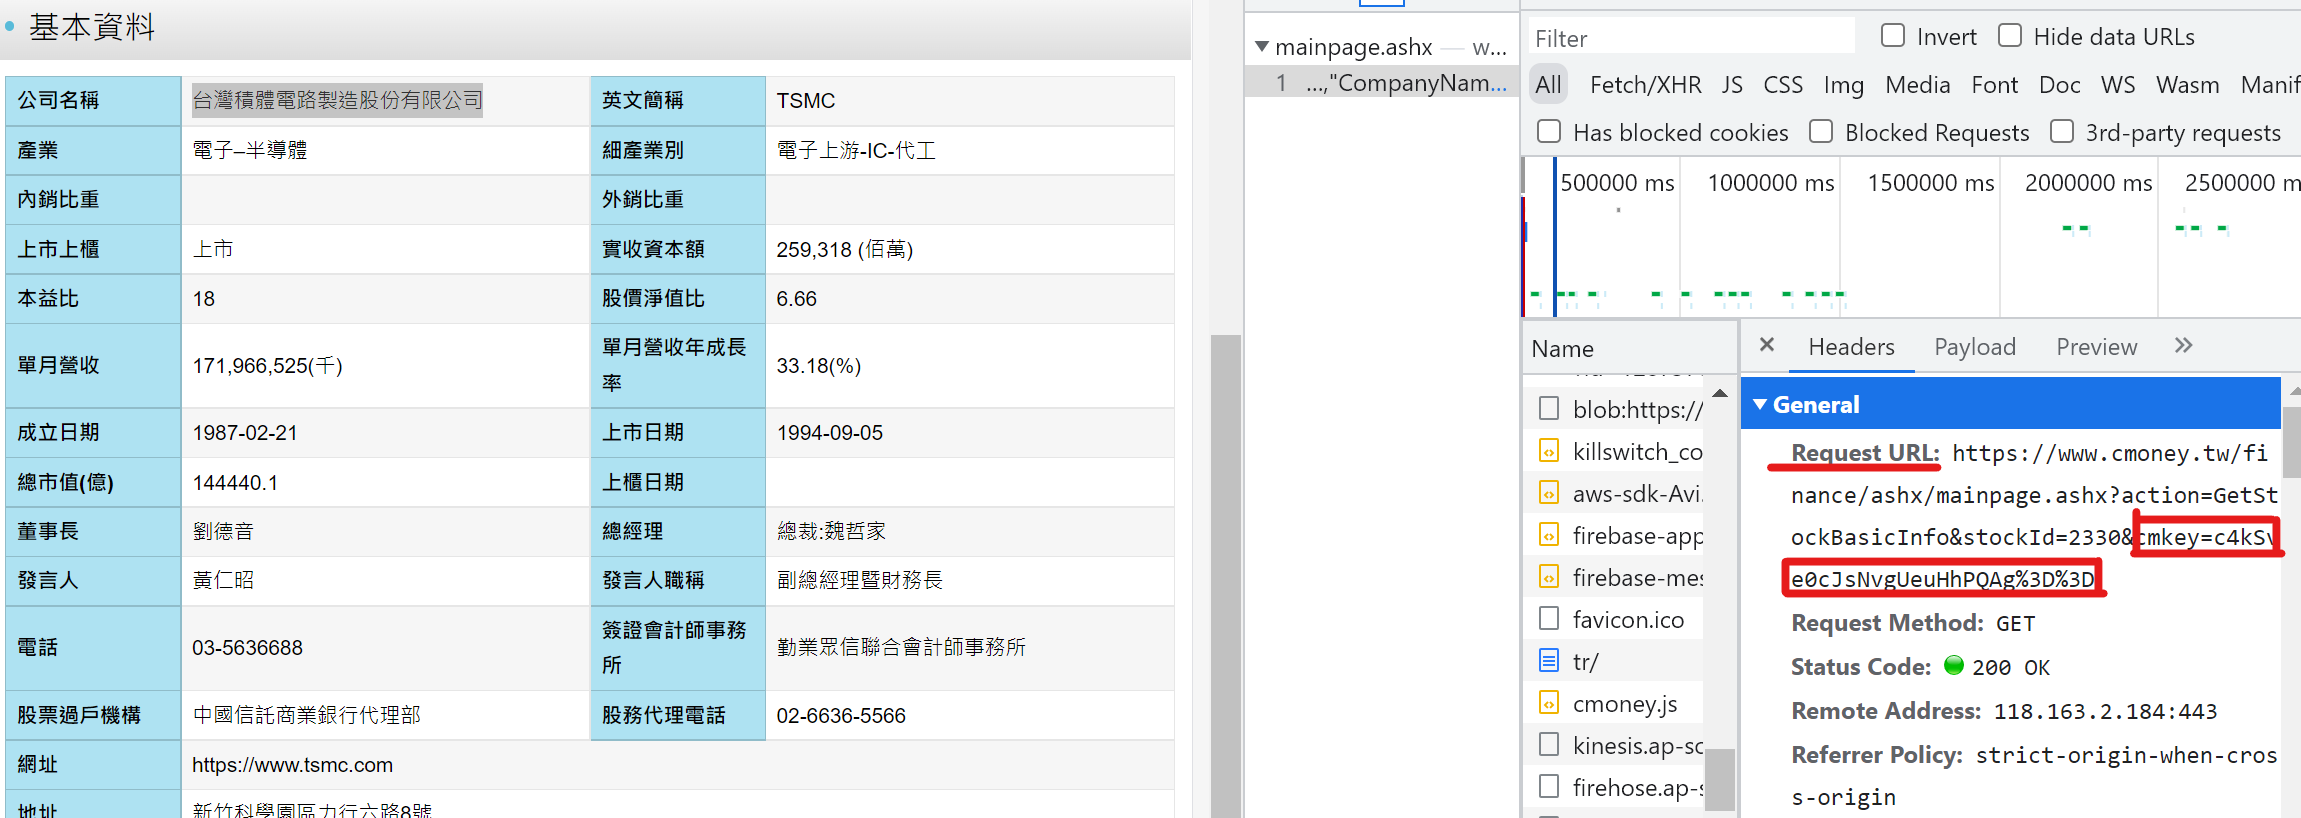 基本資料
公司名稱 台灣積體電路製造股份有限公司 英文簡稱 TSMC
產業 電子–半導體 細產業別 電子上游-IC-代工
內銷比重 外銷比重
上市上櫃 上市 實收資本額 259,318 (佰萬)
本益比 18 股價淨值比 6.66
單月營收 171,966,525(千) 單月營收年成長率 33.18(%)
成立日期 1987-02-21 上市日期 1994-09-05
總市值(億) 144440.1 上櫃日期
董事長 劉德音 總經理 總裁:魏哲家
發言人 黃仁昭 發言人職稱 副總經理暨財務長
電話 03-5636688 簽證會計師事務所 勤業眾信聯合會計師事務所
股票過戶機構 中國信託商業銀行代理部 股務代理電話 02-6636-5566
網址 https://www.tsmc.com
地址 新竹科學園區力行六路8號
mainpage.ashx — w...
1 ...,"CompanyNam...
Filter Invert Hide data URLs
All Fetch/XHR JS CSS Img Media Font Doc WS Wasm Manif
Has blocked cookies Blocked Requests 3rd-party requests
500000 ms 1000000 ms 1500000 ms 2000000 ms 2500000 m
Name
blob:https://
killswitch_co
aws-sdk-Avi.
firebase-app
firebase-mes
favicon.ico
tr/
cmoney.js
kinesis.ap-sc
firehose.ap-s
× Headers Payload Preview »
General
Request URL: https://www.cmoney.tw/fi
nance/ashx/mainpage.ashx?action=GetSt
ockBasicInfo&stockId=2330&cmkey=c4kSv
e0cJsNvgUeuHhPQAg%3D%3D
Request Method: GET
Status Code: 200 OK
Remote Address: 118.163.2.184:443
Referrer Policy: strict-origin-when-cros
s-origin